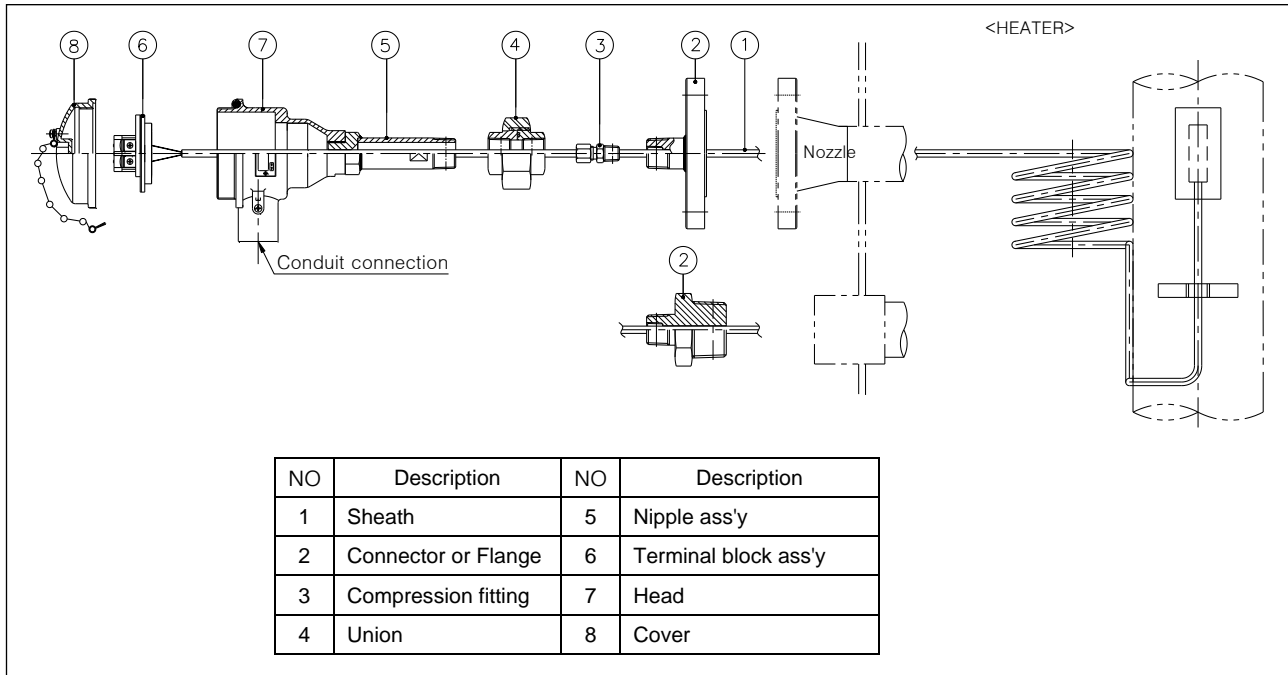 <HEATER>
8
6
7
5
4
3
2
1
Nozzle
Conduit connection
2
NO Description NO Description
1 Sheath 5 Nipple ass'y
2 Connector or Flange 6 Terminal block ass'y
3 Compression fitting 7 Head
4 Union 8 Cover